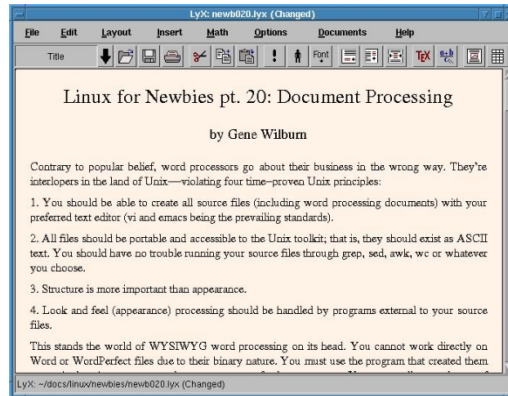 LyX: newb020.lyx (Changed)
File Edit Layout Insert Math Options Documents Help
Title Font TEX
Linux for Newbies pt. 20: Document Processing
by Gene Wilburn
Contrary to popular belief, word processors go about their business in the wrong way. They're
interlopers in the land of Unix—violating four time–proven Unix principles:
1. You should be able to create all source files (including word processing documents) with your
preferred text editor (vi and emacs being the prevailing standards).
2. All files should be portable and accessible to the Unix toolkit; that is, they should exist as ASCII
text. You should have no trouble running your source files through grep, sed, awk, wc or whatever
you choose.
3. Structure is more important than appearance.
4. Look and feel (appearance) processing should be handled by programs external to your source
files.
This stands the world of WYSIWYG word processing on its head. You cannot work directly on
Word or WordPerfect files due to their binary nature. You must use the program that created them
LyX: ~/docs/linux/newbies/newb020.lyx (Changed)